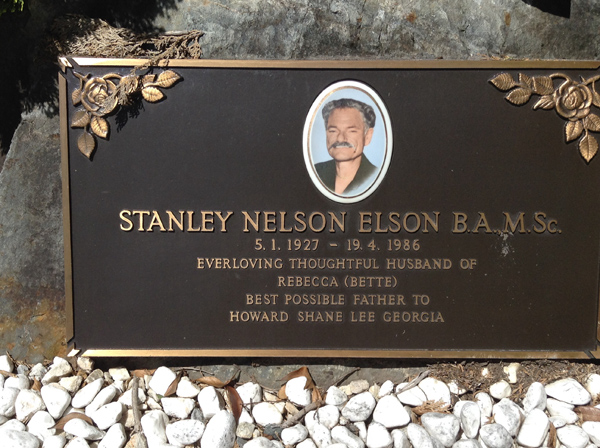 STANLEY NELSON ELSON B.A. M.Sc.
5.1.1927 – 19.4.1986
EVERLOVING THOUGHTFUL HUSBAND OF
REBECCA (BETTE)
BEST POSSIBLE FATHER TO
HOWARD SHANE LEE GEORGIA